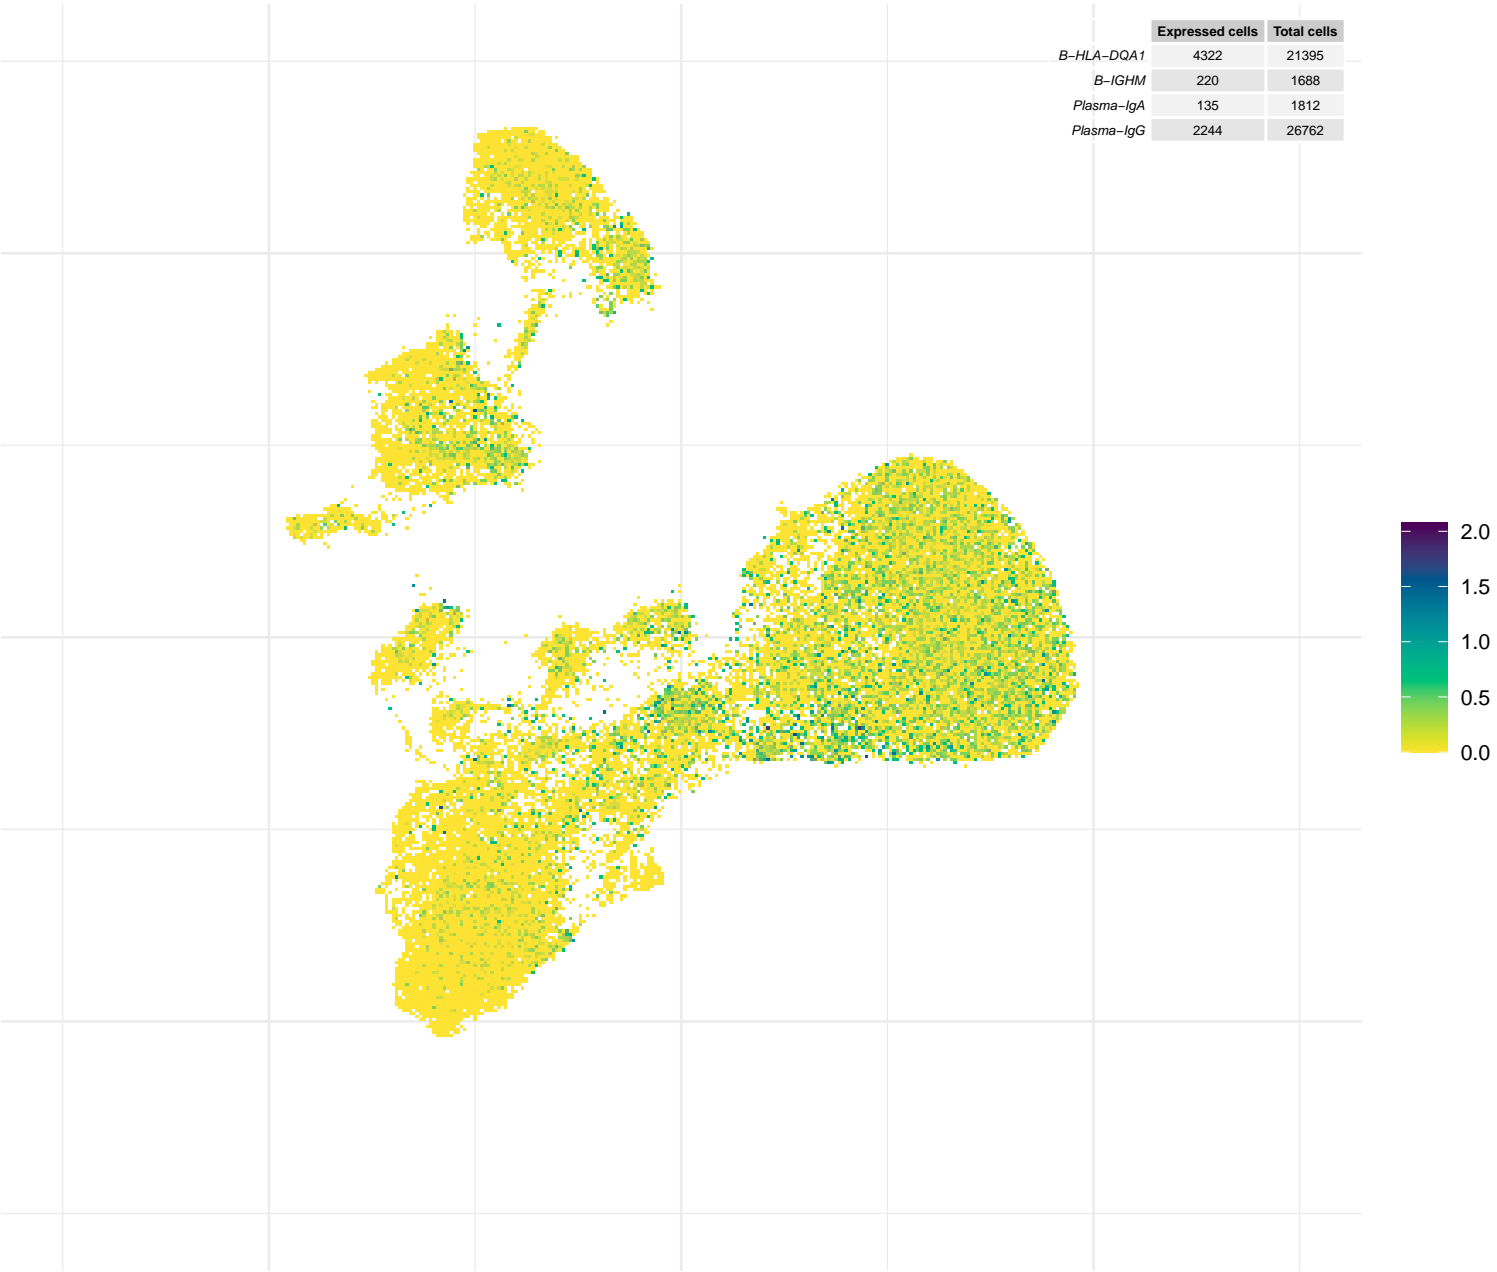 Expressed cells Total cells
B−HLA−DQA1 4322 21395
B−IGHM 220 1688
Plasma−IgA 135 1812
Plasma−IgG 2244 26762
2.0
1.5
1.0
0.5
0.0